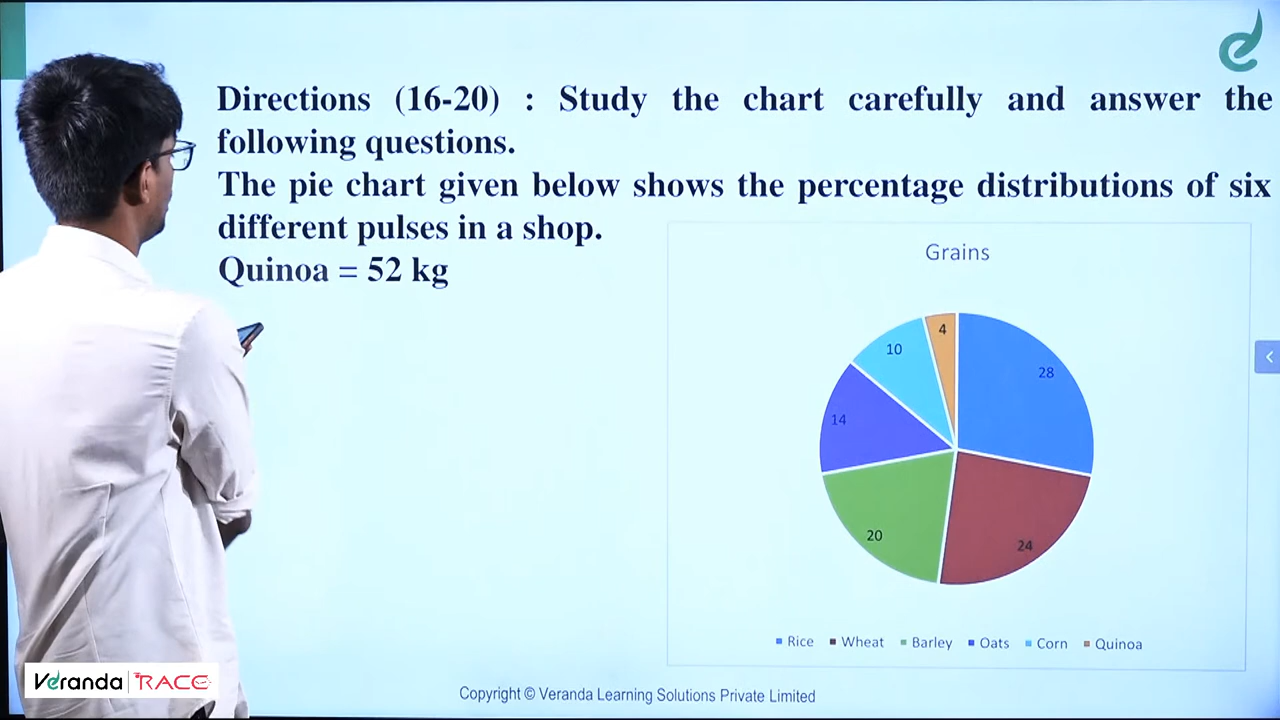 Directions (16-20) : Study the chart carefully and answer the
following questions.
The pie chart given below shows the percentage distributions of six
different pulses in a shop.
Quinoa = 52 kg
Grains
4
10
28
14
20
24
Rice Wheat Barley Oats Corn Quinoa
Veranda RACE
Copyright © Veranda Learning Solutions Private Limited